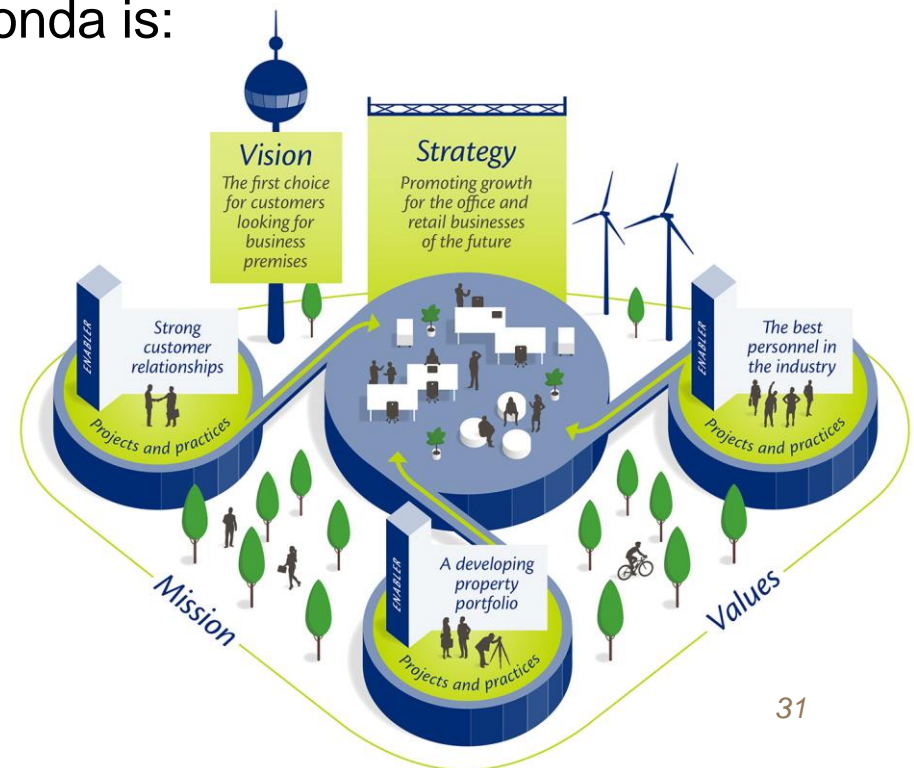 onda is:
Vision
The first choice
for customers
looking for
business
premises
Strategy
Promoting growth
for the office and
retail businesses
of the future
ENABLER
Strong
customer
relationships
Projects and practices
ENABLER
The best
personnel in
the industry
Projects and practices
ENABLER
A developing
property
portfolio
Projects and practices
Mission
Values
31